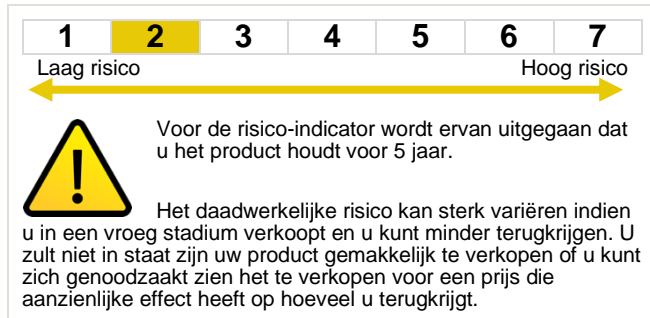 1 2 3 4 5 6 7
Laag risico Hoog risico
Voor de risico-indicator wordt ervan uitgegaan dat
u het product houdt voor 5 jaar.
Het daadwerkelijke risico kan sterk variëren indien
u in een vroeg stadium verkoopt en u kunt minder terugkrijgen. U
zult niet in staat zijn uw product gemakkelijk te verkopen of u kunt
zich genoodzaakt zien het te verkopen voor een prijs die
aanzienlijke effect heeft op hoeveel u terugkrijgt.